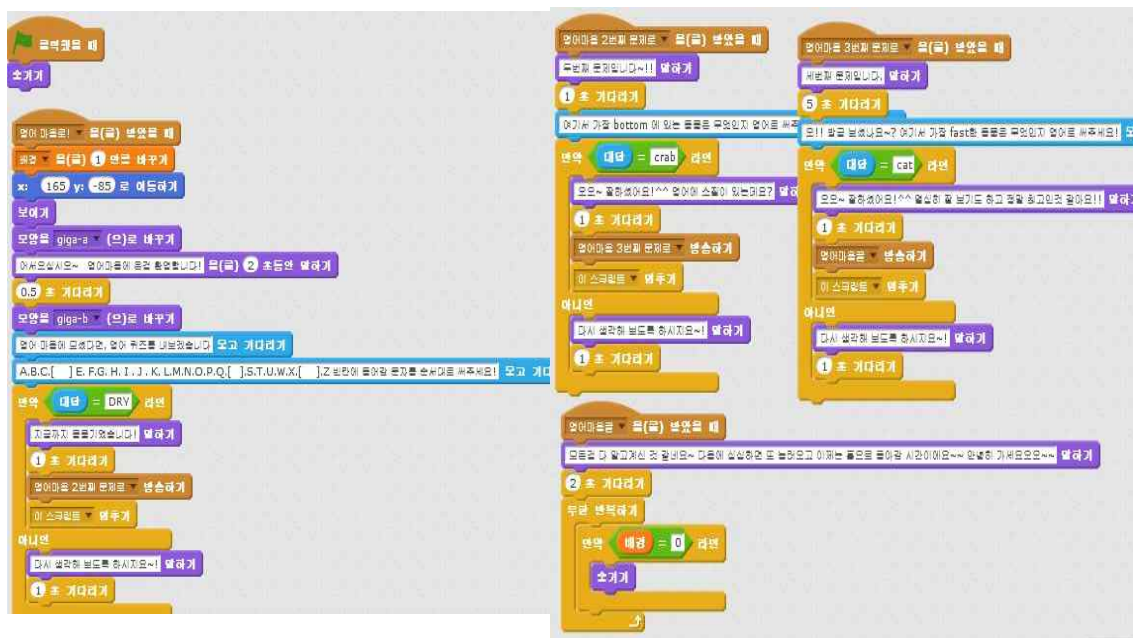 클릭했을 때
숨기기
영어 마을로! 을(를) 받았을 때
배경 을(를) 1 만큼 바꾸기
x: 165 y: -85 로 이동하기
보이기
모양을 giga-a (으)로 바꾸기
어서오십시오~ 영어마을에 온걸 환영합니다! 을(를) 2 초동안 말하기
0.5 초 기다리기
모양을 giga-b (으)로 바꾸기
영어 마을에 오셨다면, 영어 퀴즈를 내보겠습니다 묻고 기다리기
A.B.C.[ ] E. F.G. H. I . J . K. L.M.N.O.P.Q.[ ].S.T.U.W.X.[ ].Z 빈칸에 들어갈 문자를 순서대로 써주세요! 묻고 기
만약 대답 = DRY 라면
지금까지 몸풀기였습니다! 말하기
1 초 기다리기
영어마을 2번째 문제로 방송하기
이 스크립트 멈추기
아니면
다시 생각해 보도록 하시지요~! 말하기
1 초 기다리기
영어마을 2번째 문제로 을(를) 받았을 때
두번째 문제입니다~!! 말하기
1 초 기다리기
여기서 가장 bottom 에 있는 동물은 무엇인지 영어로 써주
만약 대답 = crab 라면
오오~ 잘하셨어요!^^ 영어에 소질이 있는데요? 말하
1 초 기다리기
영어마을 3번째 문제로 방송하기
이 스크립트 멈추기
아니면
다시 생각해 보도록 하시지요~! 말하기
1 초 기다리기
영어마을 3번째 문제로 을(를) 받았을 때
세번째 문제입니다. 말하기
5 초 기다리기
오!! 방금 보셨나요~? 여기서 가장 fast한 동물은 무엇인지 영어로 써주세요!
만약 대답 = cat 라면
오오~ 잘하셨어요!^^ 열심히 잘 보기도 하고 정말 최고인것 같아요!! 말하
1 초 기다리기
영어마을끝 방송하기
이 스크립트 멈추기
아니면
다시 생각해 보도록 하시지요~! 말하기
1 초 기다리기
영어마을끝 을(를) 받았을 때
모든걸 다 알고계신 것 같네요~ 다음에 심심하면 또 놀러오고 이제는 홈으로 돌아갈 시간이에요~~ 안녕히 가세요오오~~ 말하기
2 초 기다리기
무한 반복하기
만약 배경 = 0 라면
숨기기